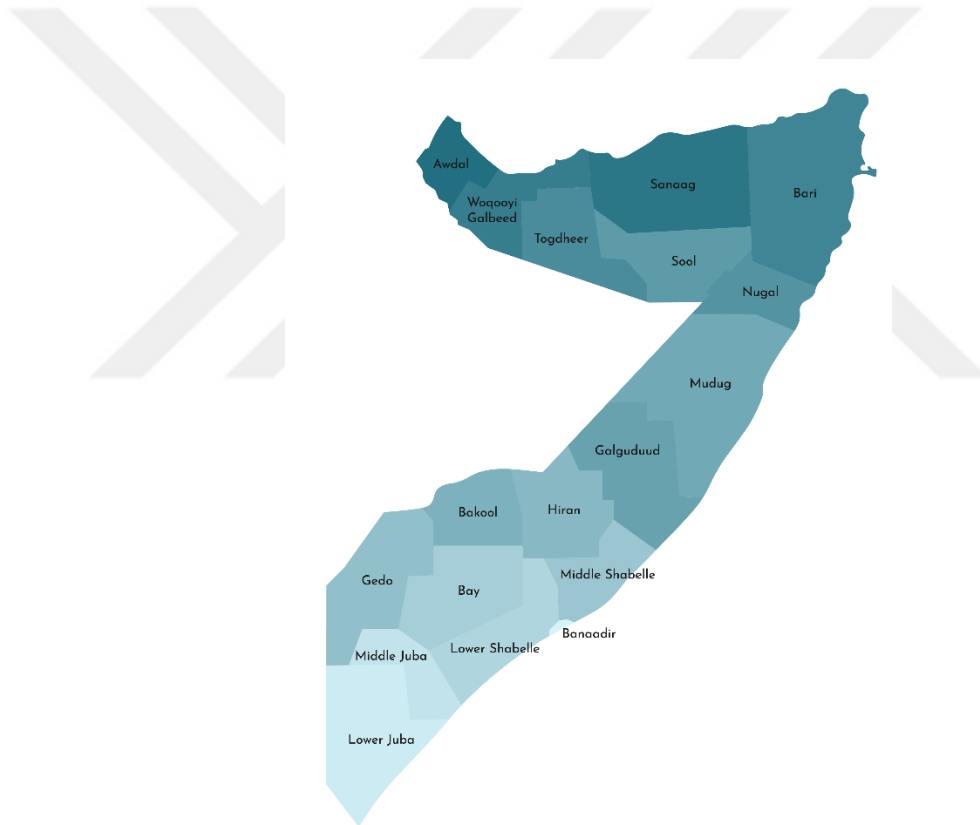 Awdal
Sanaag
Bari
Woqooyi
Galbeed
Togdheer
Sool
Nugal
Mudug
Galguduud
Bakool
Hiran
Gedo
Middle Shabelle
Bay
Banaadir
Lower Shabelle
Middle Juba
Lower Juba